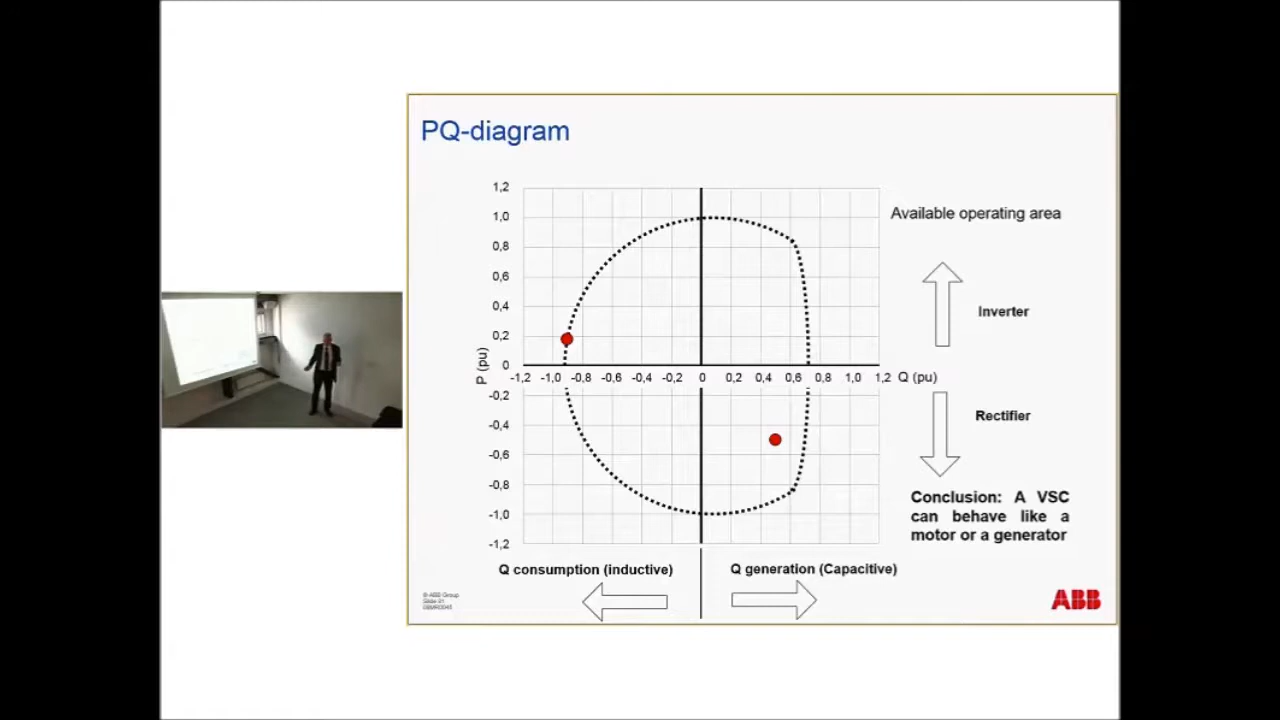 PQ-diagram
1,2
1,0
0,8
0,6
0,4
0,2
0
-0,2
-0,4
-0,6
-0,8
-1,0
-1,2
P (pu)
-1,2 -1,0 -0,8 -0,6 -0,4 -0,2 0 0,2 0,4 0,6 0,8 1,0 1,2 Q (pu)
Available operating area
Inverter
Rectifier
Conclusion: A VSC
can behave like a
motor or a generator
Q consumption (inductive)
Q generation (Capacitive)
© ABB Group
ABB